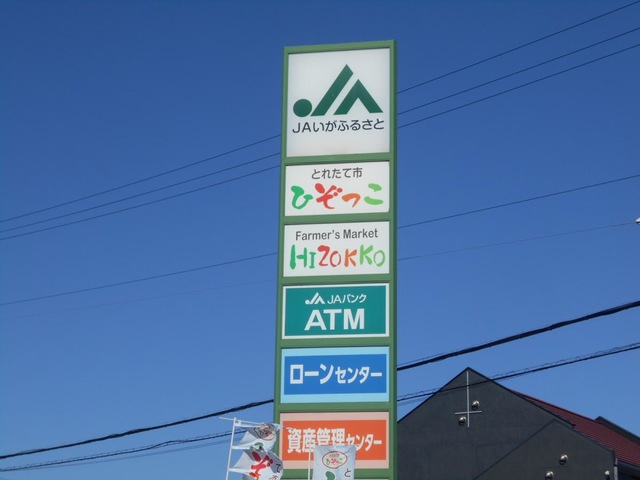 JAいがふるさと
とれたて市
ひぞっこ
Farmer's Market
HIZOKKO
JAバンク
ATM
ローンセンター
資産管理センター